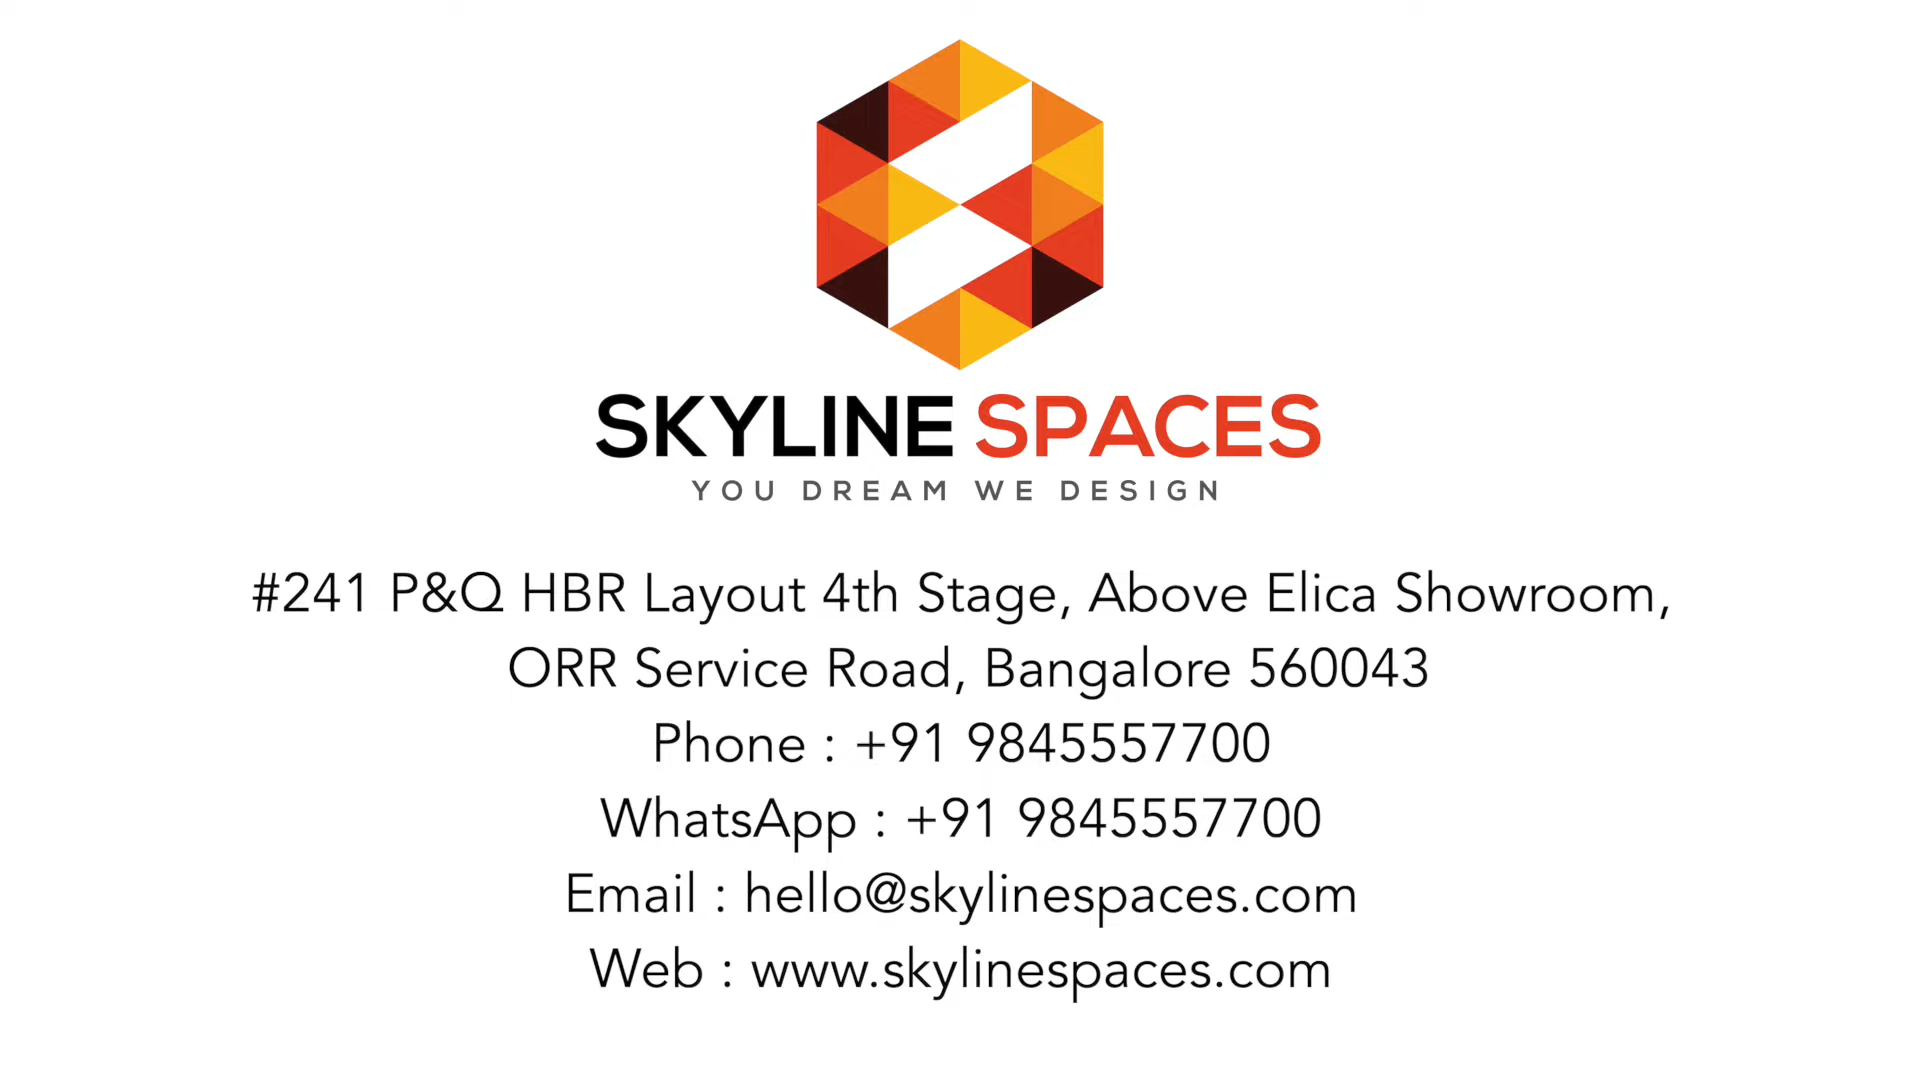 SKYLINE SPACES
YOU DREAM WE DESIGN
#241 P&Q HBR Layout 4th Stage, Above Elica Showroom,
ORR Service Road, Bangalore 560043
Phone : +91 9845557700
WhatsApp : +91 9845557700
Email : hello@skylinespaces.com
Web : www.skylinespaces.com